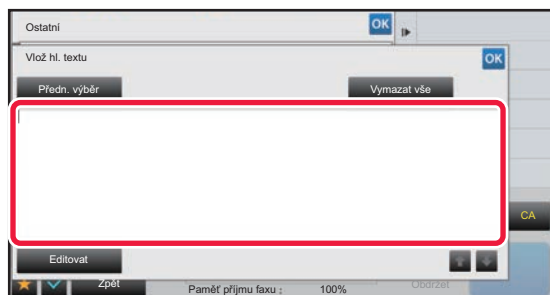 Ostatní OK
Vlož hl. textu OK
Předn. výběr Vymazat vše
CA
Editovat
Zpět Paměť příjmu faxu : 100% Obdržet